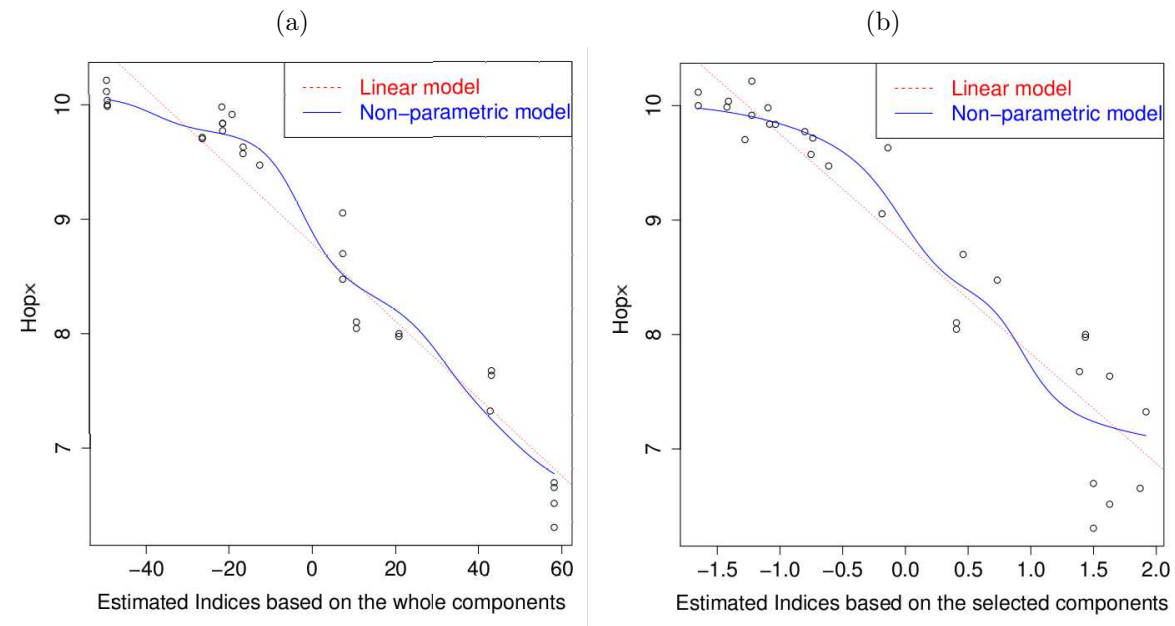 (a)
Linear model
Non-parametric model
Hopx
10
9
8
7
-40 -20 0 20 40 60
Estimated Indices based on the whole components
(b)
Linear model
Non-parametric model
Hopx
10
9
8
7
-1.5 -1.0 -0.5 0.0 0.5 1.0 1.5 2.0
Estimated Indices based on the selected components